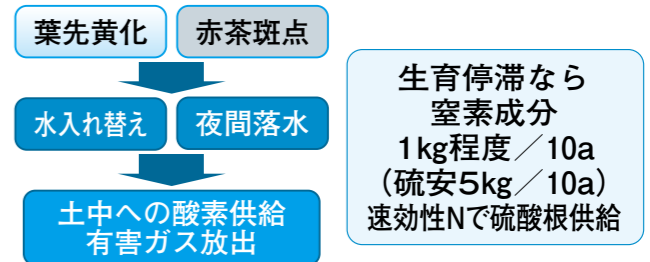 葉先黄化
赤茶斑点
水入れ替え
夜間落水
土中への酸素供給
有害ガス放出
生育停滞なら
窒素成分
1kg程度／10a
（硫安5kg／10a）
速効性Nで硫酸根供給